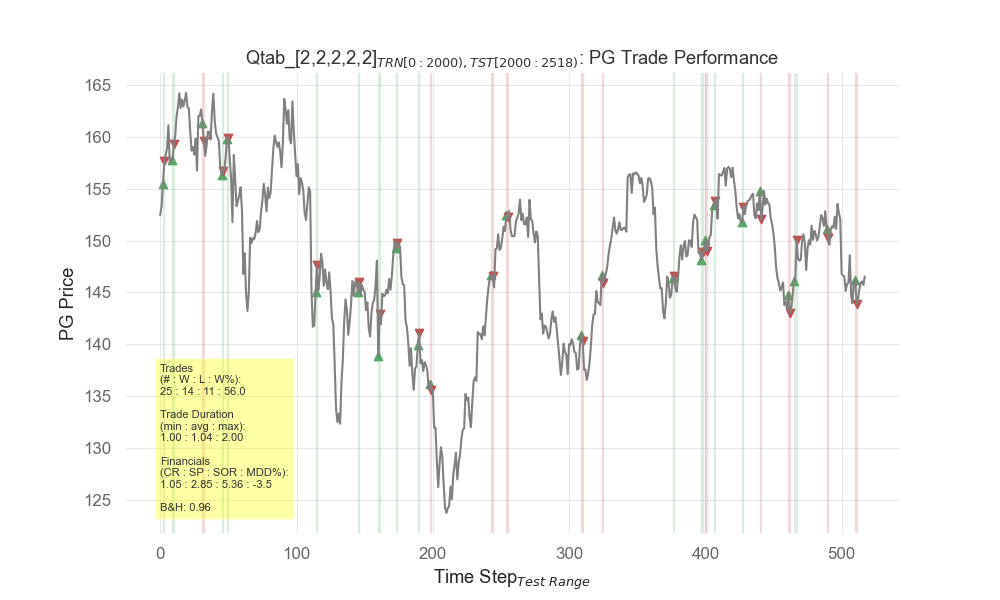 Qtab_[2,2,2,2,2]TRN[0 : 2000), TST[2000 : 2518): PG Trade Performance
165
160
155
150
145
140
135
130
125
PG Price
Trades
(# : W : L : W%):
25 : 14 : 11 : 56.0
Trade Duration
(min : avg : max):
1.00 : 1.04 : 2.00
Financials
(CR : SP : SOR : MDD%):
1.05 : 2.85 : 5.36 : -3.5
B&H: 0.96
0 100 200 300 400 500
Time StepTest Range